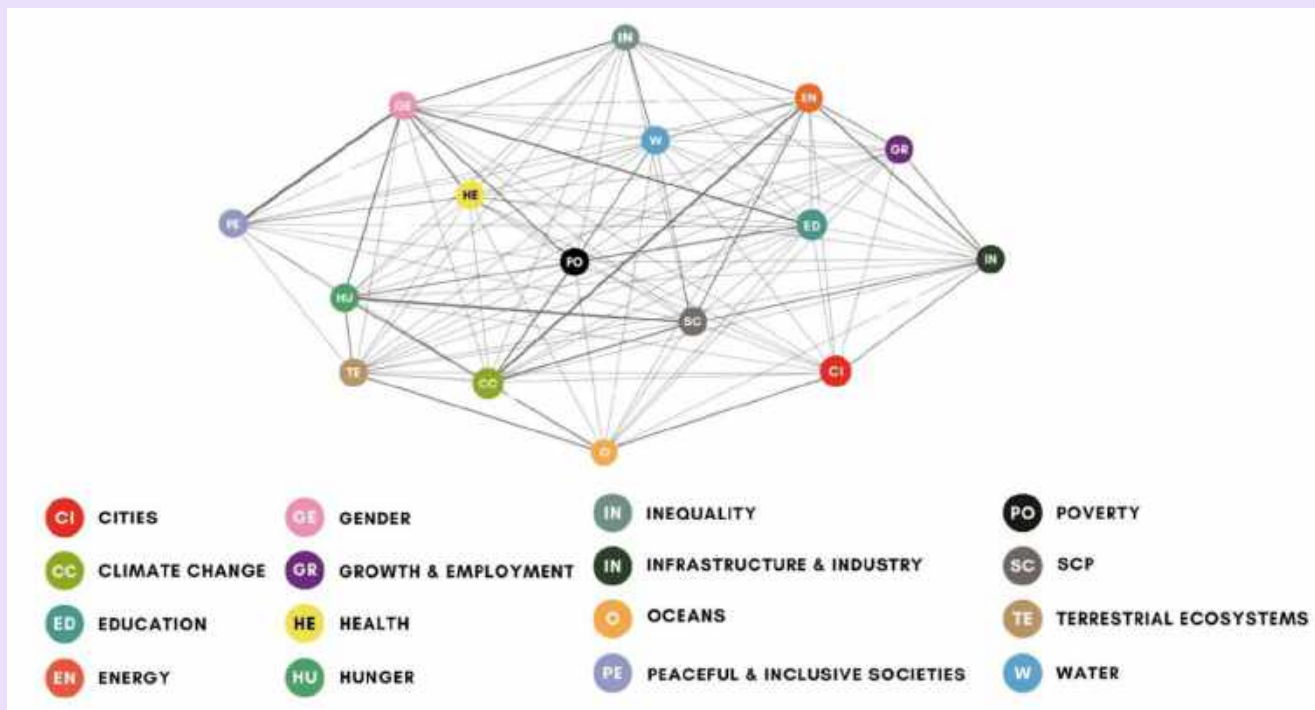 IN
GE
EN
W
GR
HE
PE
ED
PO
IN
HU
SC
TE
CC
CI
O
CI CITIES
GE GENDER
IN INEQUALITY
PO POVERTY
CC CLIMATE CHANGE
GR GROWTH & EMPLOYMENT
IN INFRASTRUCTURE & INDUSTRY
SC SCP
ED EDUCATION
HE HEALTH
O OCEANS
TE TERRESTRIAL ECOSYSTEMS
EN ENERGY
HU HUNGER
PE PEACEFUL & INCLUSIVE SOCIETIES
W WATER